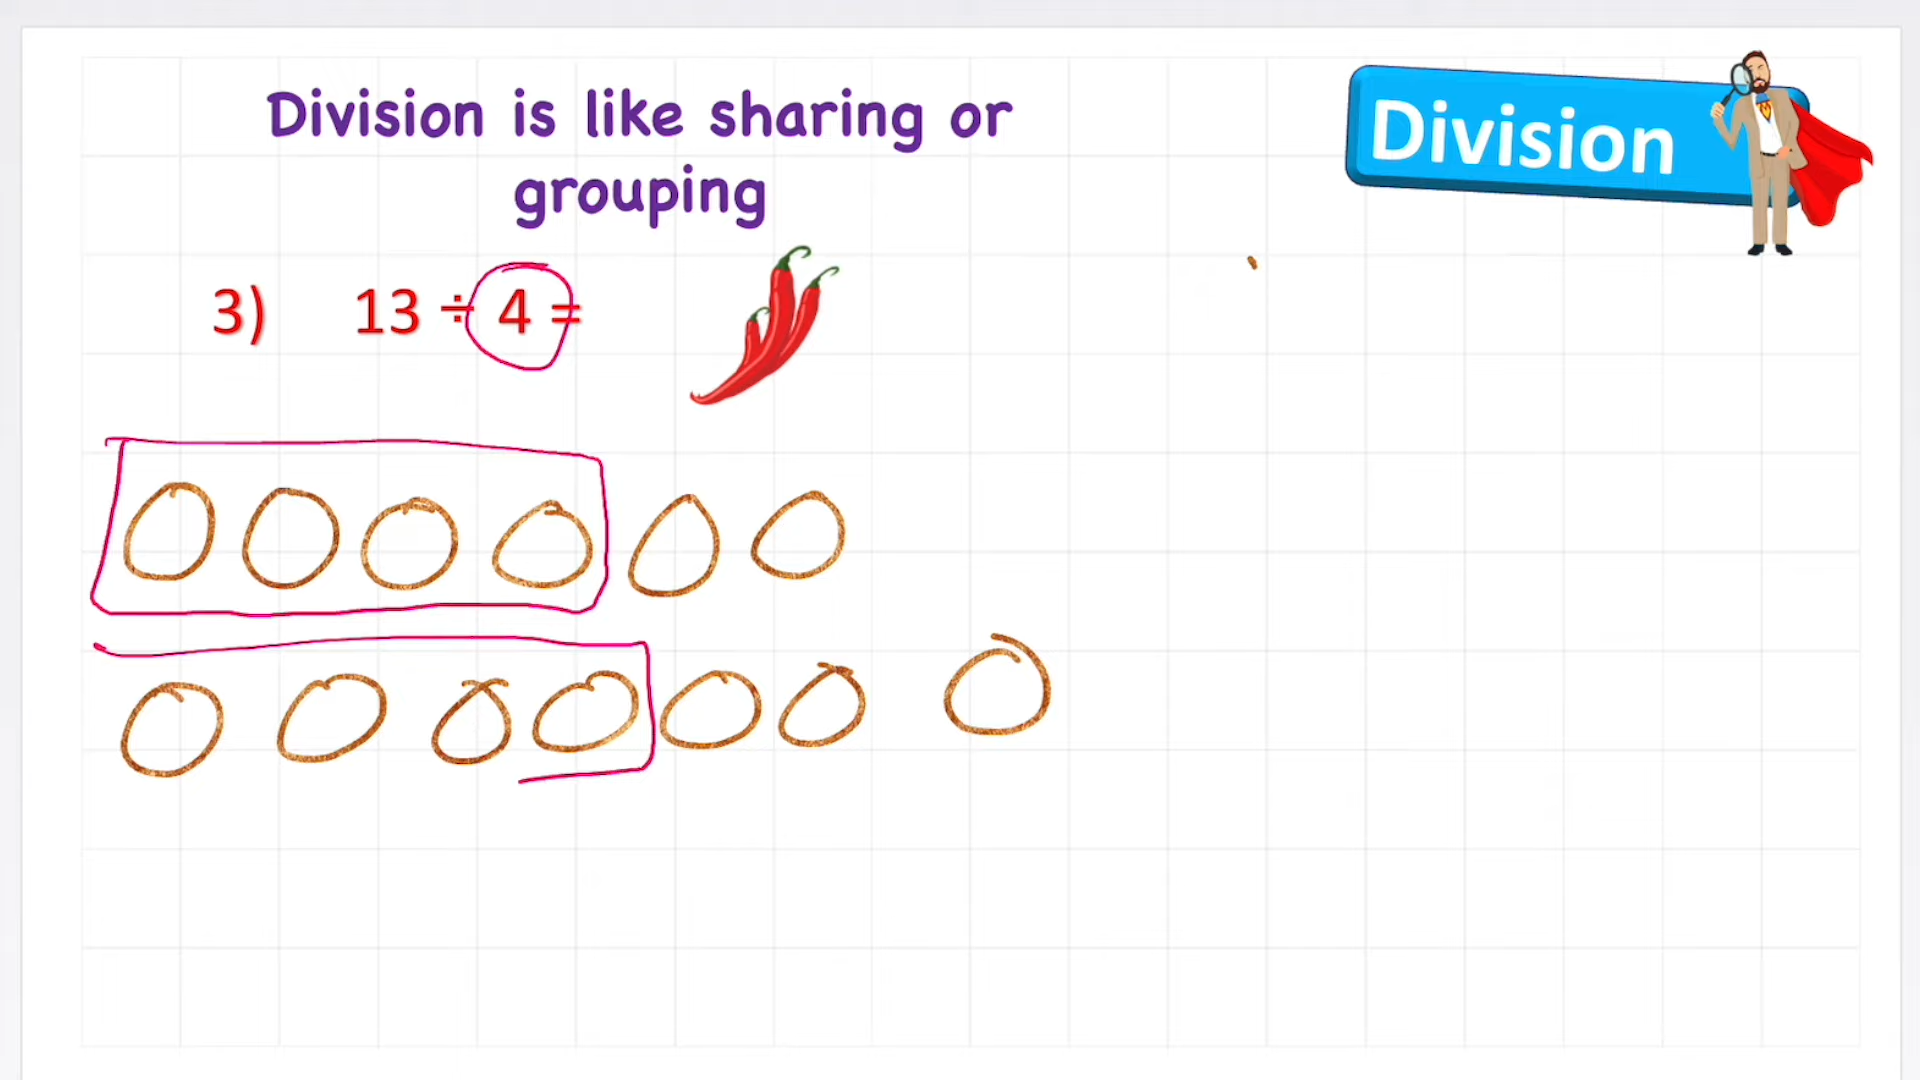 Division is like sharing or
grouping
Division
3) 13 ÷ 4 =